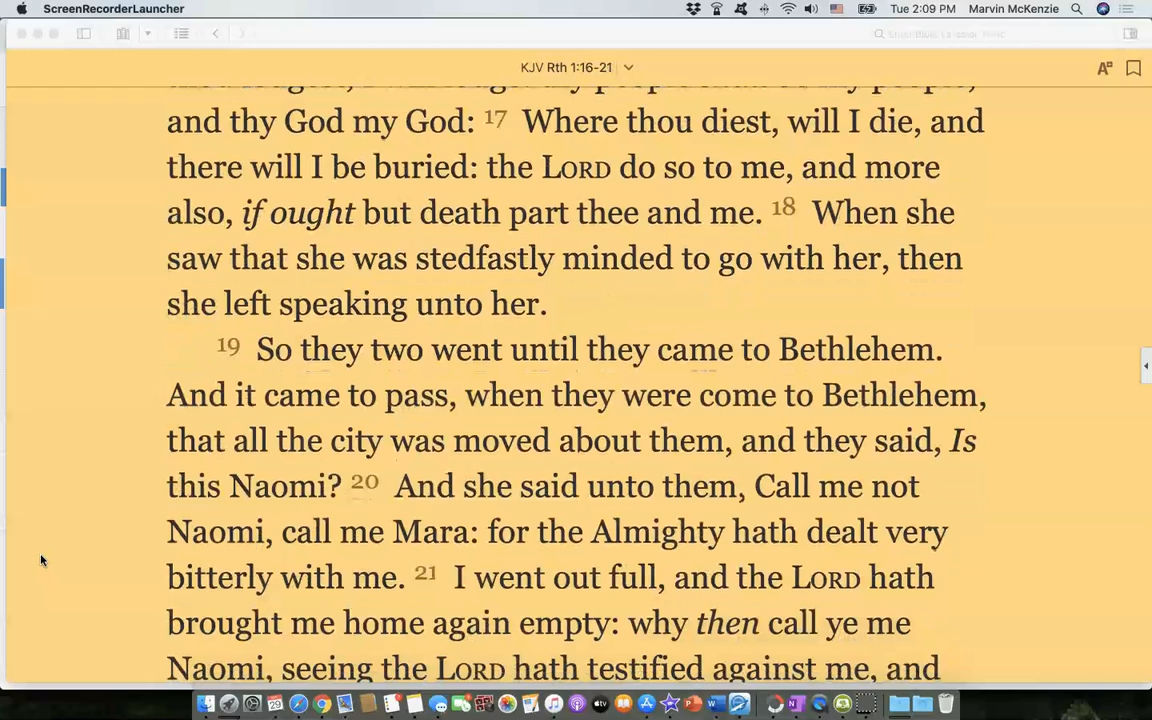 ScreenRecorderLauncher
Tue 2:09 PM Marvin McKenzie
KJV Rth 1:16-21
and thy God my God: 17 Where thou diest, will I die, and
there will I be buried: the LORD do so to me, and more
also, if ought but death part thee and me. 18 When she
saw that she was stedfastly minded to go with her, then
she left speaking unto her.
19 So they two went until they came to Bethlehem.
And it came to pass, when they were come to Bethlehem,
that all the city was moved about them, and they said, Is
this Naomi? 20 And she said unto them, Call me not
Naomi, call me Mara: for the Almighty hath dealt very
bitterly with me. 21 I went out full, and the LORD hath
brought me home again empty: why then call ye me
Naomi, seeing the LORD hath testified against me, and